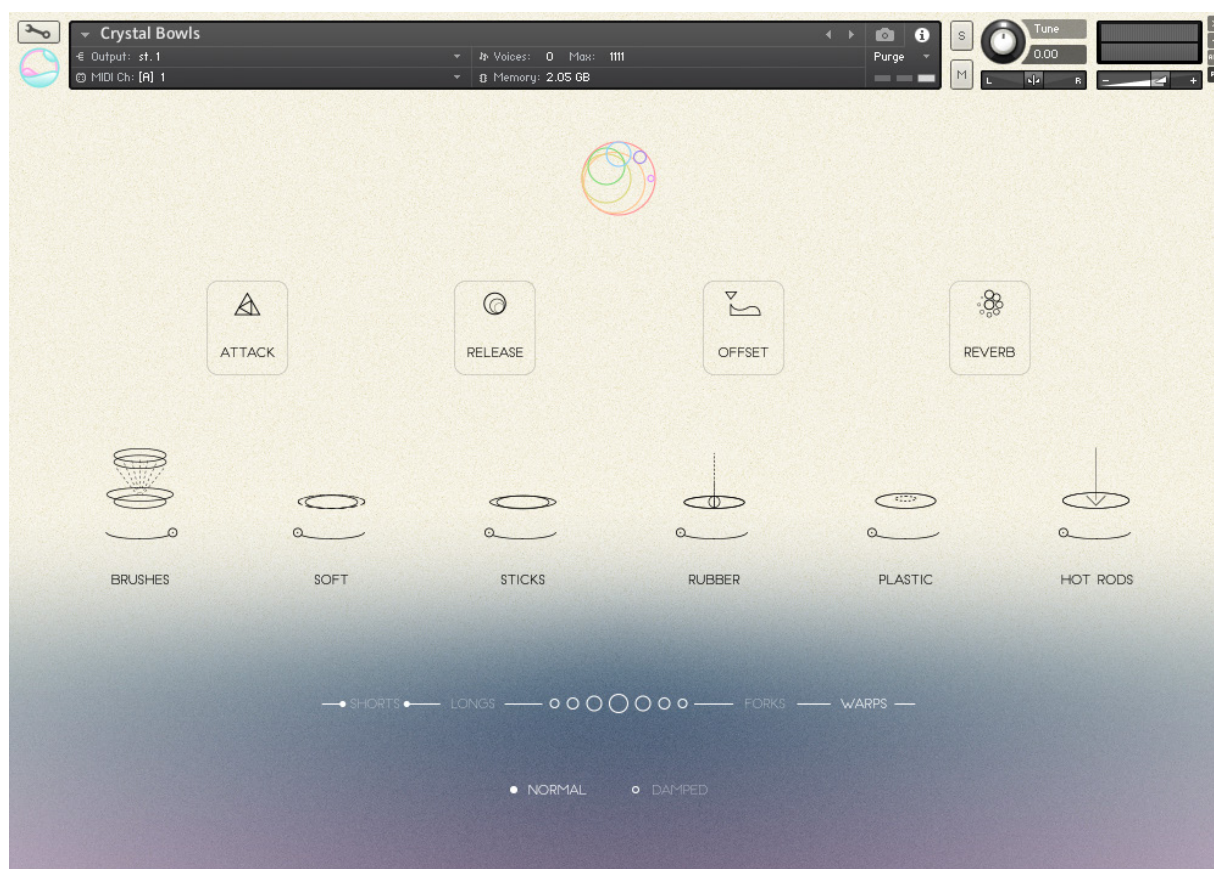 Crystal Bowls
Output: st. 1
Voices: 0 Max: 1111
Purge
MIDI Ch: [A] 1
Memory: 2.05 GB
S
M
Tune
0.00
L R
- +
ATTACK RELEASE OFFSET REVERB
BRUSHES SOFT STICKS RUBBER PLASTIC HOT RODS
SHORTS LONGS FORKS WARPS
NORMAL DAMPED